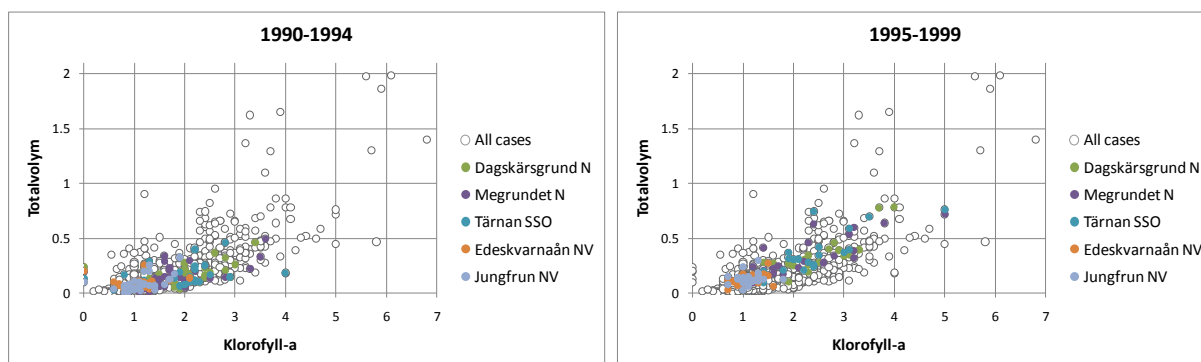 1990-1994
Totalvolym
2
1.5
1
0.5
0
0 1 2 3 4 5 6 7
Klorofyll-a
All cases
Dagskärsgrund N
Megrundet N
Tärnan SSO
Edeskvarnaån NV
Jungfrun NV
1995-1999
Totalvolym
2
1.5
1
0.5
0
0 1 2 3 4 5 6 7
Klorofyll-a
All cases
Dagskärsgrund N
Megrundet N
Tärnan SSO
Edeskvarnaån NV
Jungfrun NV